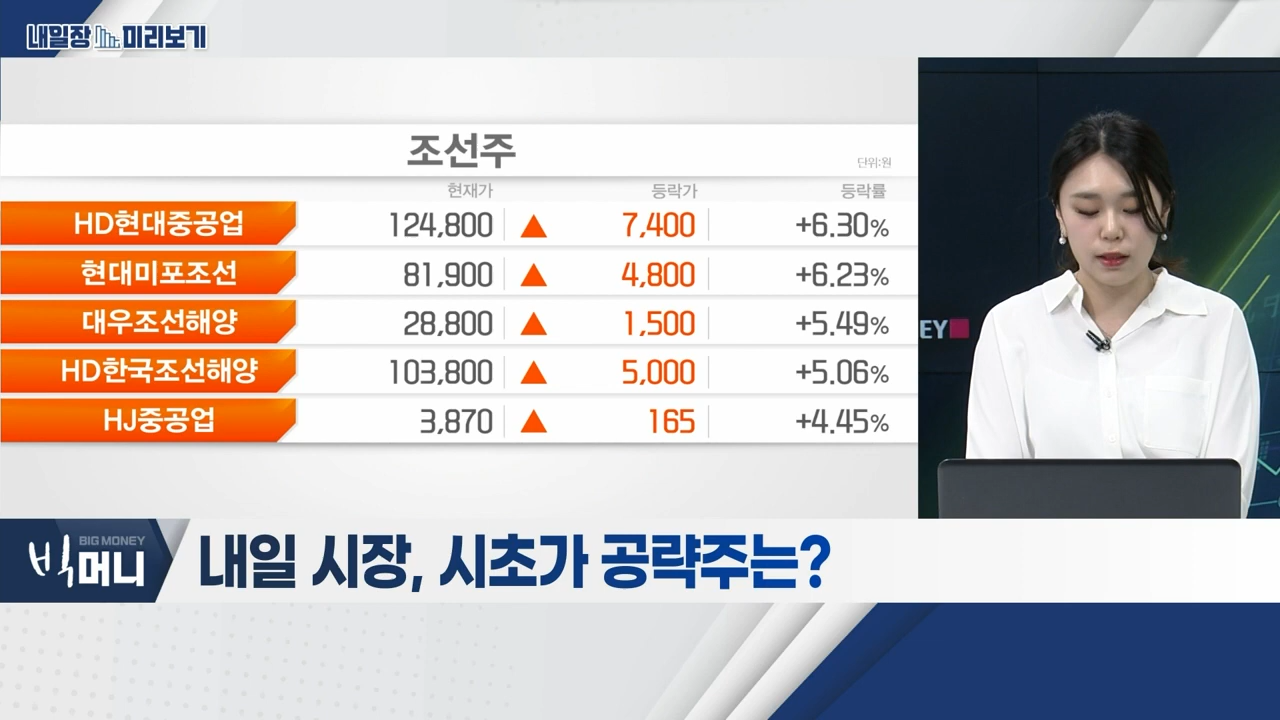 내일장 미리보기
조선주
단위:원
현재가 등락가 등락률
HD현대중공업 124,800 ▲ 7,400 +6.30%
현대미포조선 81,900 ▲ 4,800 +6.23%
대우조선해양 28,800 ▲ 1,500 +5.49%
HD한국조선해양 103,800 ▲ 5,000 +5.06%
HJ중공업 3,870 ▲ 165 +4.45%
EY
BIG MONEY
빅머니
내일 시장, 시초가 공략주는?